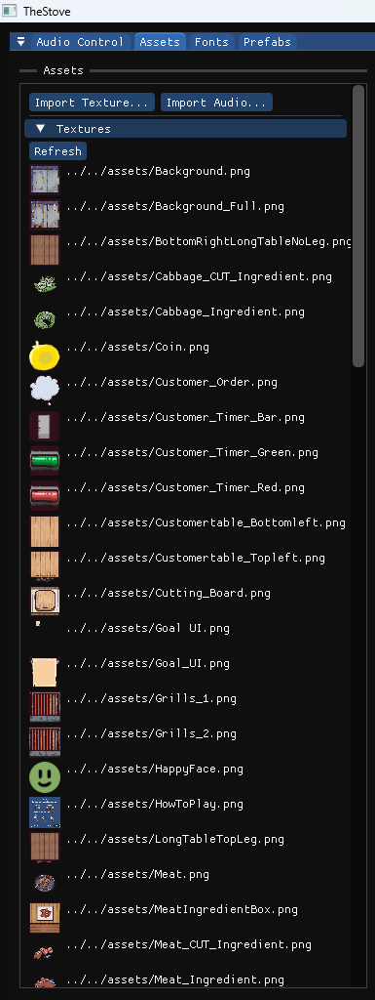 TheStove
Audio Control Assets Fonts Prefabs
Assets
Import Texture... Import Audio...
Textures
Refresh
../../assets/Background.png
../../assets/Background_Full.png
../../assets/BottomRightLongTableNoLeg.png
../../assets/Cabbage_CUT_Ingredient.png
../../assets/Cabbage_Ingredient.png
../../assets/Coin.png
../../assets/Customer_Order.png
../../assets/Customer_Timer_Bar.png
../../assets/Customer_Timer_Green.png
../../assets/Customer_Timer_Red.png
../../assets/Customertable_Bottomleft.png
../../assets/Customertable_Topleft.png
../../assets/Cutting_Board.png
../../assets/Goal UI.png
../../assets/Goal_UI.png
../../assets/Grills_1.png
../../assets/Grills_2.png
../../assets/HappyFace.png
../../assets/HowToPlay.png
../../assets/LongTableTopLeg.png
../../assets/Meat.png
../../assets/MeatIngredientBox.png
../../assets/Meat_CUT_Ingredient.png
../../assets/Meat_Ingredient.png